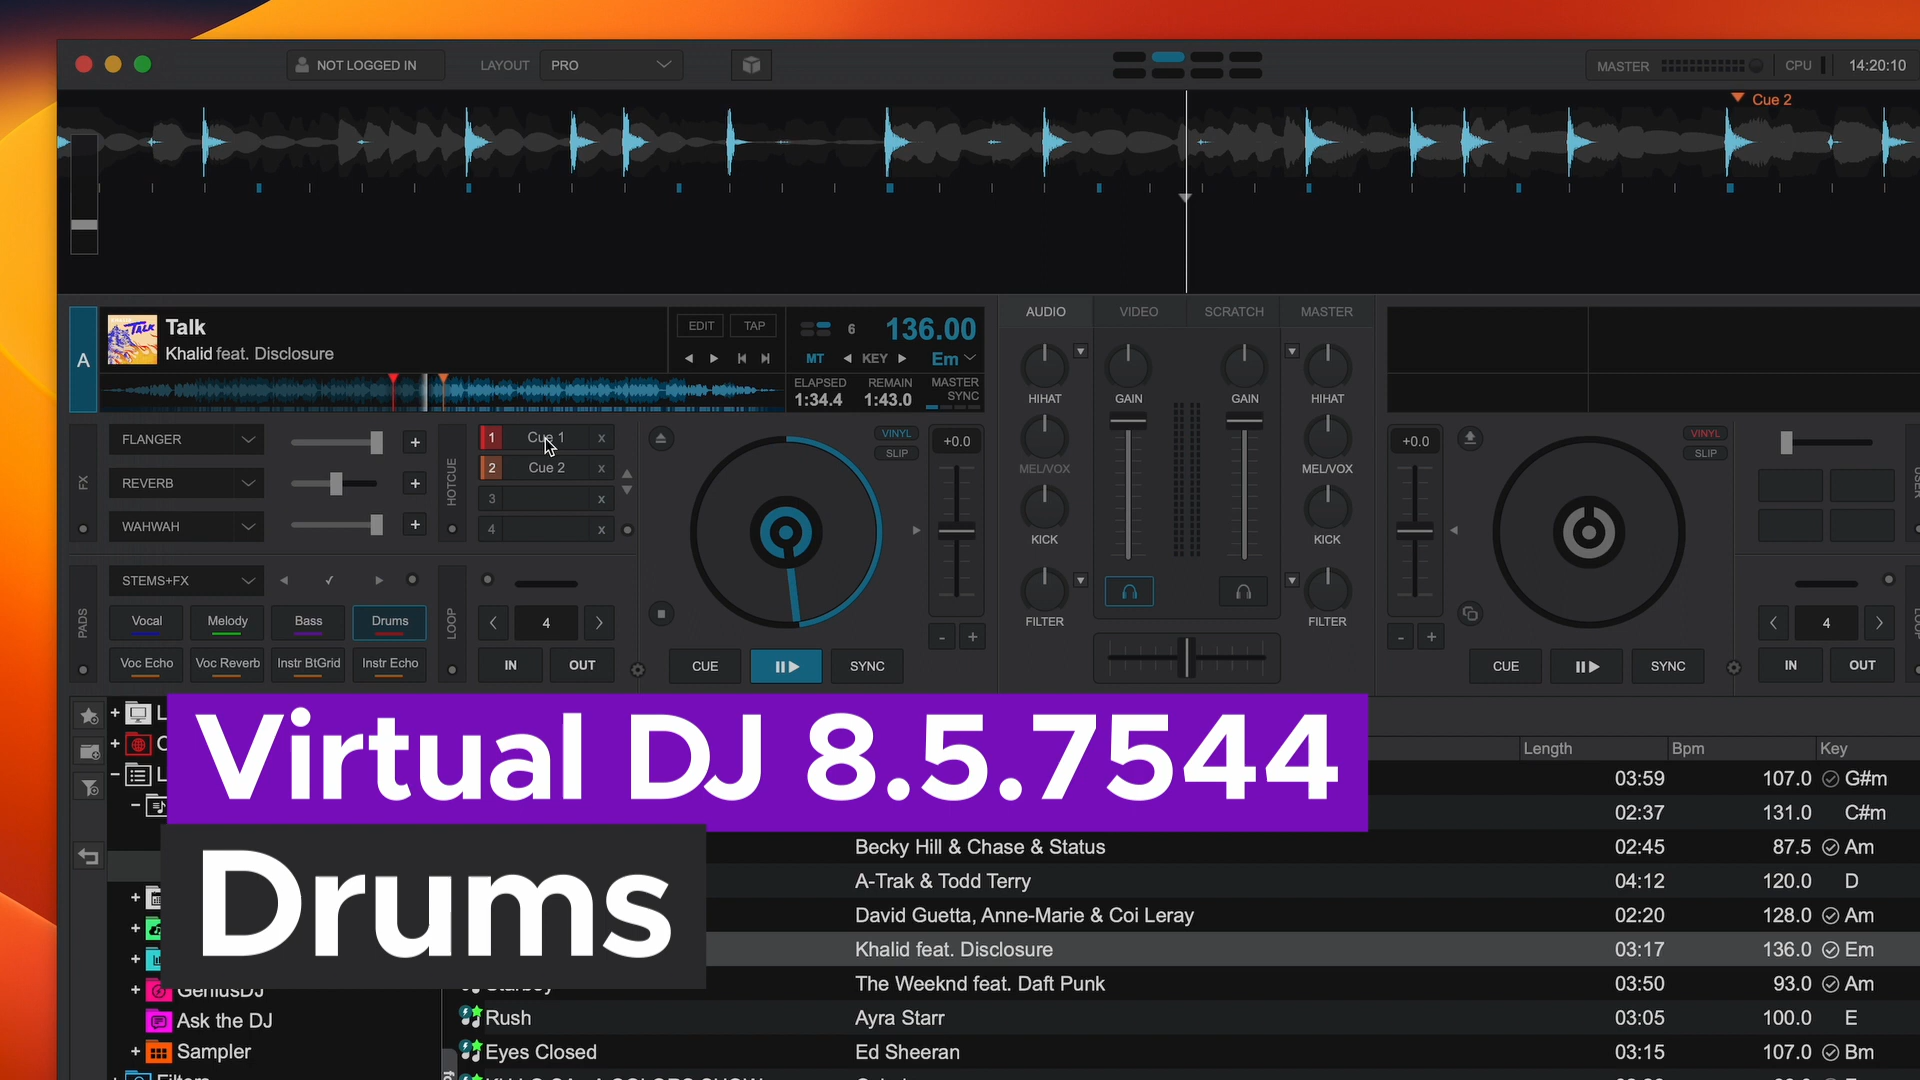 NOT LOGGED IN
LAYOUT
PRO
MASTER
CPU
14:20:10
Cue 2
A
TALK
Talk
Khalid feat. Disclosure
EDIT
TAP
6
136.00
MT
KEY
Em
ELAPSED
1:34.4
REMAIN
1:43.0
MASTER
SYNC
AUDIO
VIDEO
SCRATCH
MASTER
HIHAT
GAIN
GAIN
HIHAT
MEL/VOX
MEL/VOX
KICK
KICK
FILTER
FILTER
FX
FLANGER
REVERB
WAHWAH
HOTCUE
1 Cue 1 x
2 Cue 2 x
3 x
4 x
VINYL
SLIP
+0.0
+0.0
VINYL
SLIP
PADS
STEMS+FX
Vocal
Melody
Bass
Drums
Voc Echo
Voc Reverb
Instr BtGrid
Instr Echo
LOOP
4
IN
OUT
CUE
SYNC
- +
- +
CUE
SYNC
4
IN
OUT
Virtual DJ 8.5.7544
Drums
Length
Bpm
Key
03:59 107.0 G#m
02:37 131.0 C#m
Becky Hill & Chase & Status 02:45 87.5 Am
A-Trak & Todd Terry 04:12 120.0 D
David Guetta, Anne-Marie & Coi Leray 02:20 128.0 Am
Khalid feat. Disclosure 03:17 136.0 Em
The Weeknd feat. Daft Punk 03:50 93.0 Am
Rush Ayra Starr 03:05 100.0 E
Eyes Closed Ed Sheeran 03:15 107.0 Bm
GeniusDJ
Ask the DJ
Sampler